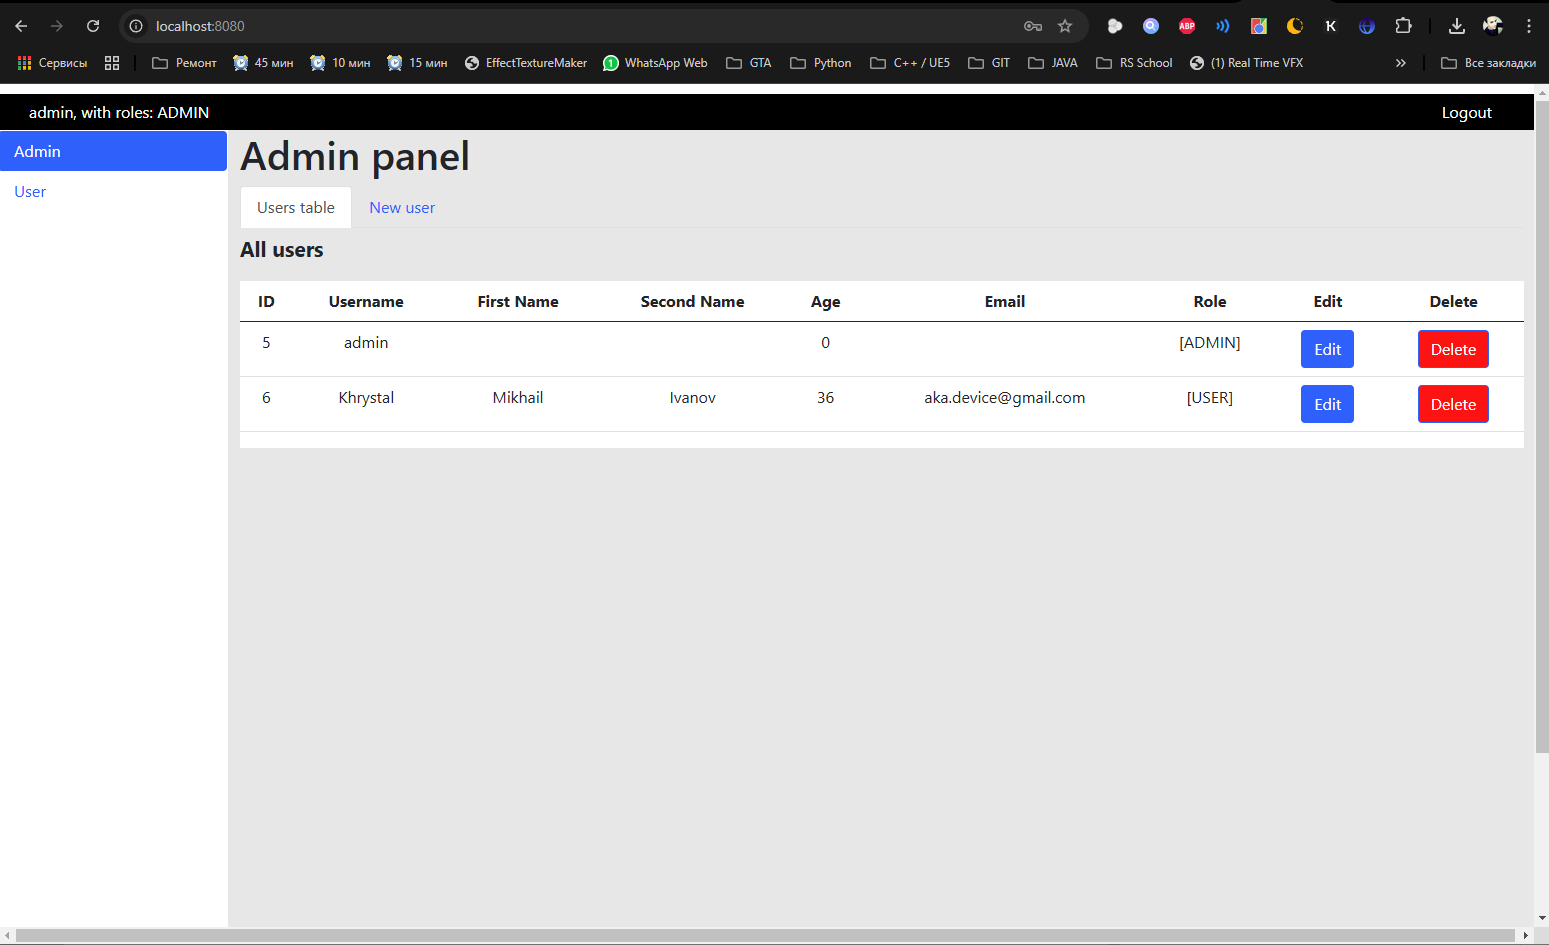 localhost:8080
Сервисы Ремонт 45 мин 10 мин 15 мин EffectTextureMaker WhatsApp Web GTA Python C++ / UE5 GIT JAVA RS School (1) Real Time VFX » Все закладки
admin, with roles: ADMIN Logout
Admin
User
Admin panel
Users table New user
All users
ID Username First Name Second Name Age Email Role Edit Delete
5 admin 0 [ADMIN] Edit Delete
6 Khrystal Mikhail Ivanov 36 aka.device@gmail.com [USER] Edit Delete